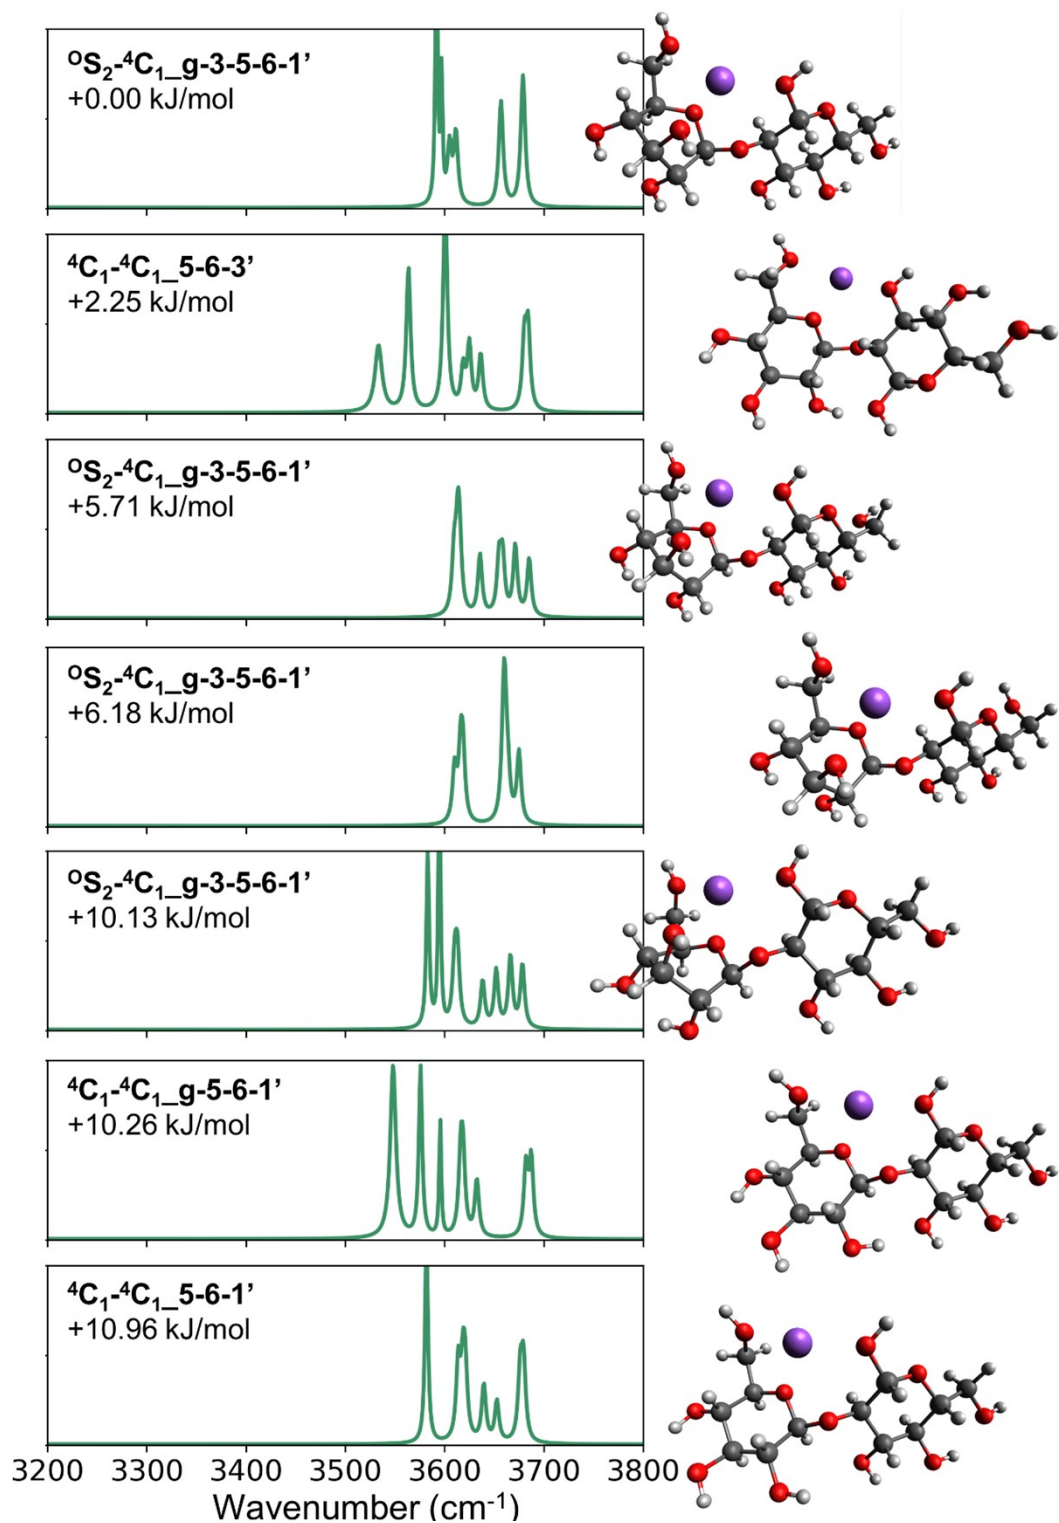 ᴼS₂-⁴C₁_g-3-5-6-1’
+0.00 kJ/mol
⁴C₁-⁴C₁_5-6-3’
+2.25 kJ/mol
ᴼS₂-⁴C₁_g-3-5-6-1’
+5.71 kJ/mol
ᴼS₂-⁴C₁_g-3-5-6-1’
+6.18 kJ/mol
ᴼS₂-⁴C₁_g-3-5-6-1’
+10.13 kJ/mol
⁴C₁-⁴C₁_g-5-6-1’
+10.26 kJ/mol
⁴C₁-⁴C₁_5-6-1’
+10.96 kJ/mol
3200 3300 3400 3500 3600 3700 3800
Wavenumber (cm⁻¹)